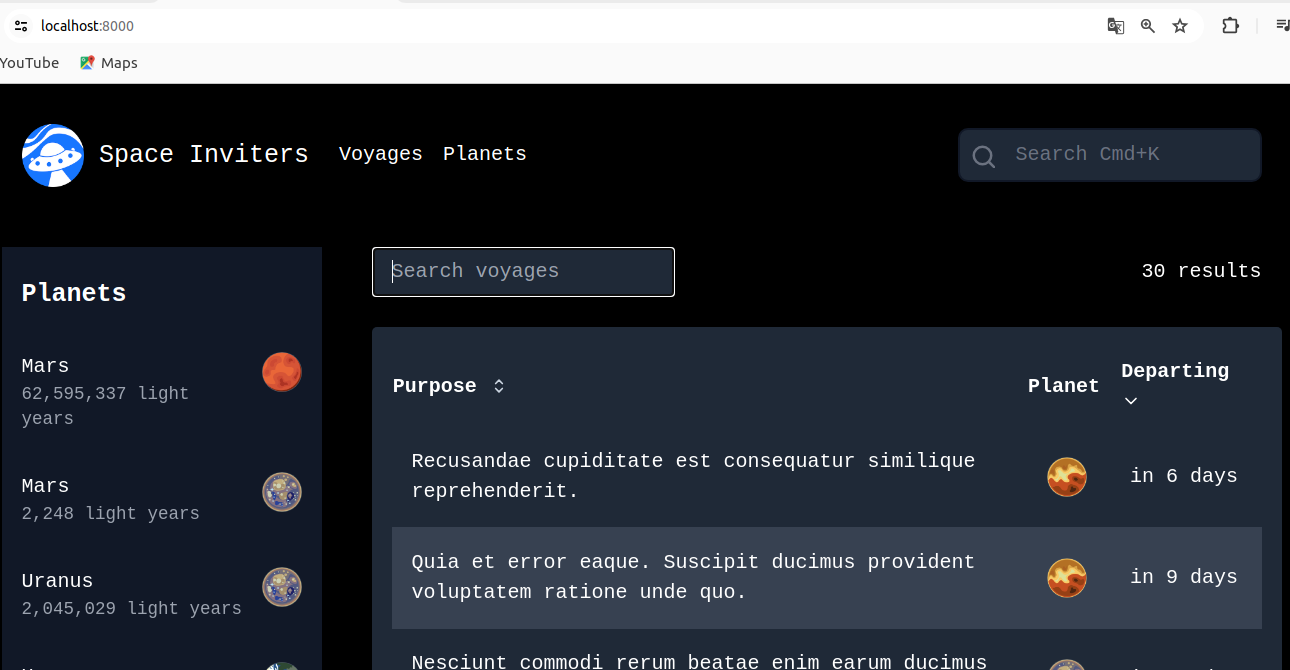 localhost:8000
YouTube
Maps
Space Inviters
Voyages
Planets
Search Cmd+K
Planets
Search voyages
30 results
Mars
62,595,337 light
years
Mars
2,248 light years
Uranus
2,045,029 light years
Purpose
Planet
Departing
Recusandae cupiditate est consequatur similique
reprehenderit.
in 6 days
Quia et error eaque. Suscipit ducimus provident
voluptatem ratione unde quo.
in 9 days
Nesciunt commodi rerum beatae enim earum ducimus